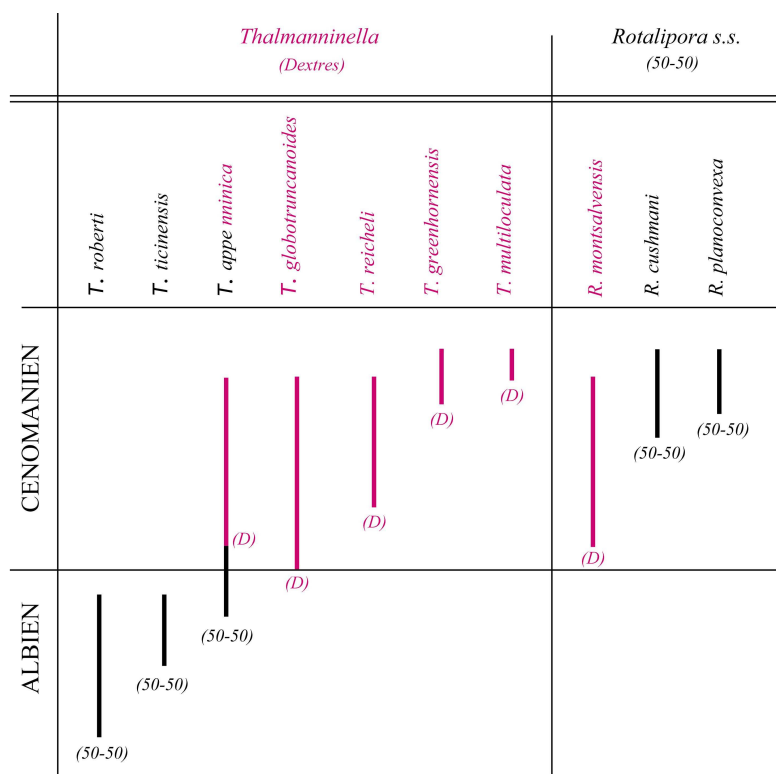 Thalmanninella
(Dextres)
Rotalipora s.s.
(50-50)
T. roberti
T. ticinensis
T. appe nninica
T. globotruncanoides
T. reicheli
T. greenhornensis
T. multiloculata
R. montsalvensis
R. cushmani
R. planoconvexa
CENOMANIEN
(D)
(D)
(50-50)
(50-50)
(D)
(D)
(D)
(D)
ALBIEN
(50-50)
(50-50)
(50-50)